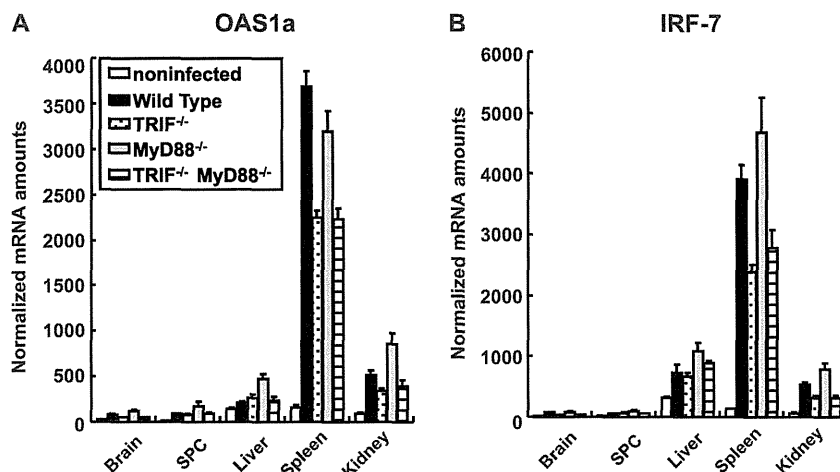 A
OAS1a
Normalized mRNA amounts
4000
3500
3000
2500
2000
1500
1000
500
0
noninfected
Wild Type
TRIF-/-
MyD88-/-
TRIF-/- MyD88-/-
Brain
SPC
Liver
Spleen
Kidney
B
IRF-7
Normalized mRNA amounts
6000
5000
4000
3000
2000
1000
0
Brain
SPC
Liver
Spleen
Kidney